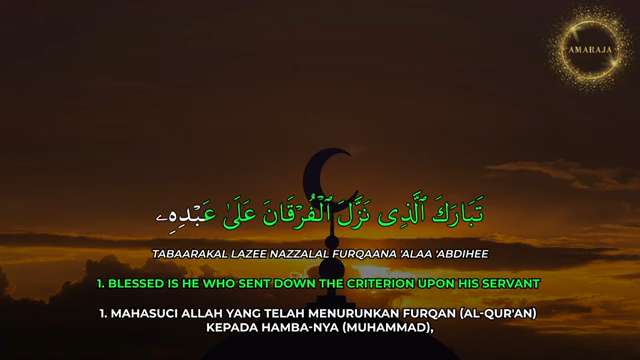 AMARAJA
تَبَارَكَ ٱلَّذِى نَزَّلَ ٱلْفُرْقَانَ عَلَىٰ عَبْدِهِۦ
TABAARAKAL LAZEE NAZZALAL FURQAANA 'ALAA 'ABDIHEE
1. BLESSED IS HE WHO SENT DOWN THE CRITERION UPON HIS SERVANT
1. MAHASUCI ALLAH YANG TELAH MENURUNKAN FURQAN (AL-QUR'AN)
KEPADA HAMBA-NYA (MUHAMMAD),